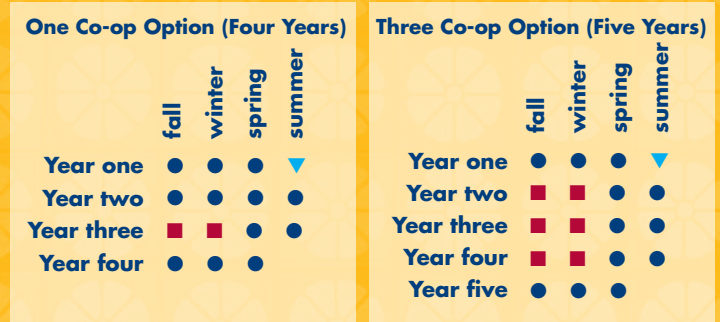 One Co-op Option (Four Years)
fall
winter
spring
summer
Year one
Year two
Year three
Year four
Three Co-op Option (Five Years)
fall
winter
spring
summer
Year one
Year two
Year three
Year four
Year five